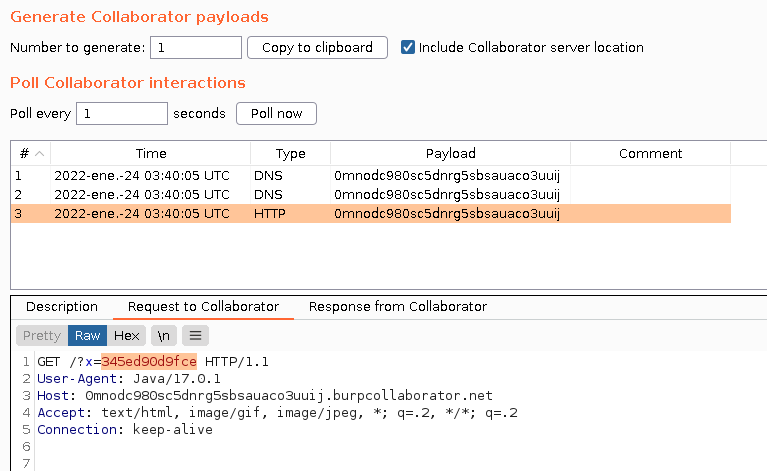 Generate Collaborator payloads
Number to generate: 1 Copy to clipboard Include Collaborator server location
Poll Collaborator interactions
Poll every 1 seconds Poll now
# Time Type Payload Comment
1 2022-ene.-24 03:40:05 UTC DNS 0mnodc980sc5dnrg5sbsauaco3uuij
2 2022-ene.-24 03:40:05 UTC DNS 0mnodc980sc5dnrg5sbsauaco3uuij
3 2022-ene.-24 03:40:05 UTC HTTP 0mnodc980sc5dnrg5sbsauaco3uuij
Description Request to Collaborator Response from Collaborator
Pretty Raw Hex \n
1 GET /?x=345ed90d9fce HTTP/1.1
2 User-Agent: Java/17.0.1
3 Host: 0mnodc980sc5dnrg5sbsauaco3uuij.burpcollaborator.net
4 Accept: text/html, image/gif, image/jpeg, *; q=.2, */*; q=.2
5 Connection: keep-alive
6
7